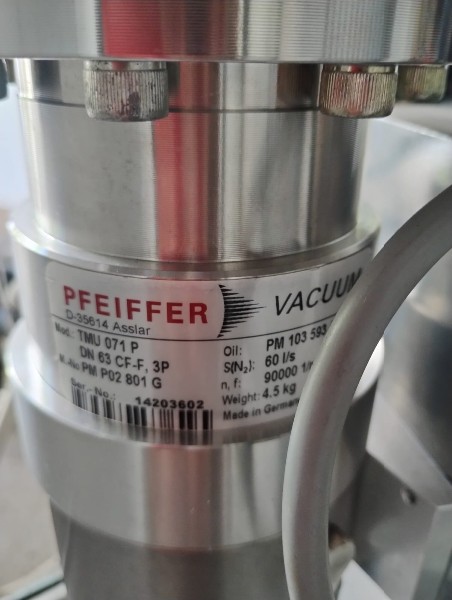 PFEIFFER VACUUM
D-35614 Asslar
Mod.: TMU 071 P
DN 63 CF-F, 3P
M.-No PM P02 801 G
Ser.-No.: 14203602
Oil: PM 103 593
S(N₂): 60 l/s
n, f: 90000
Weight: 4.5 kg
Made in